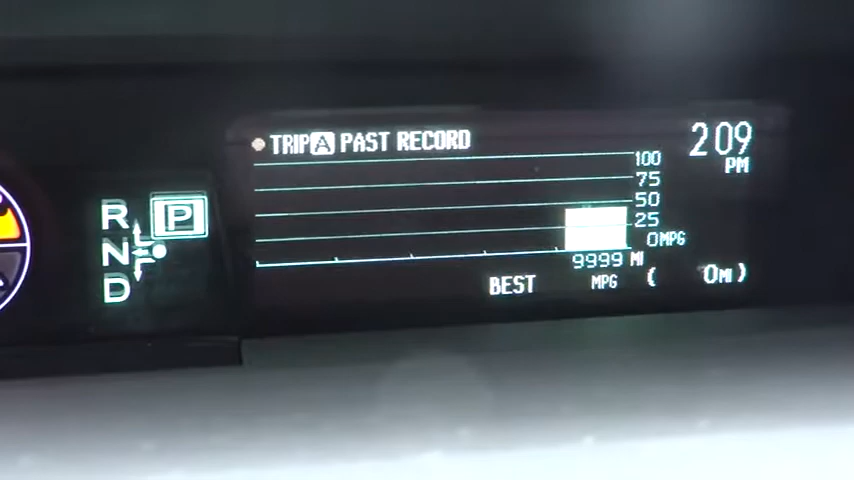 TRIP A PAST RECORD
2:09
PM
100
75
50
25
0MPG
9999 MI
BEST MPG ( 0MI )
R
P
N
D